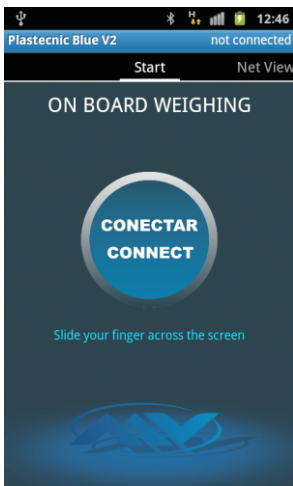 H 12:46
Plastecnic Blue V2 not connected
Start Net View
ON BOARD WEIGHING
CONECTAR
CONNECT
Slide your finger across the screen